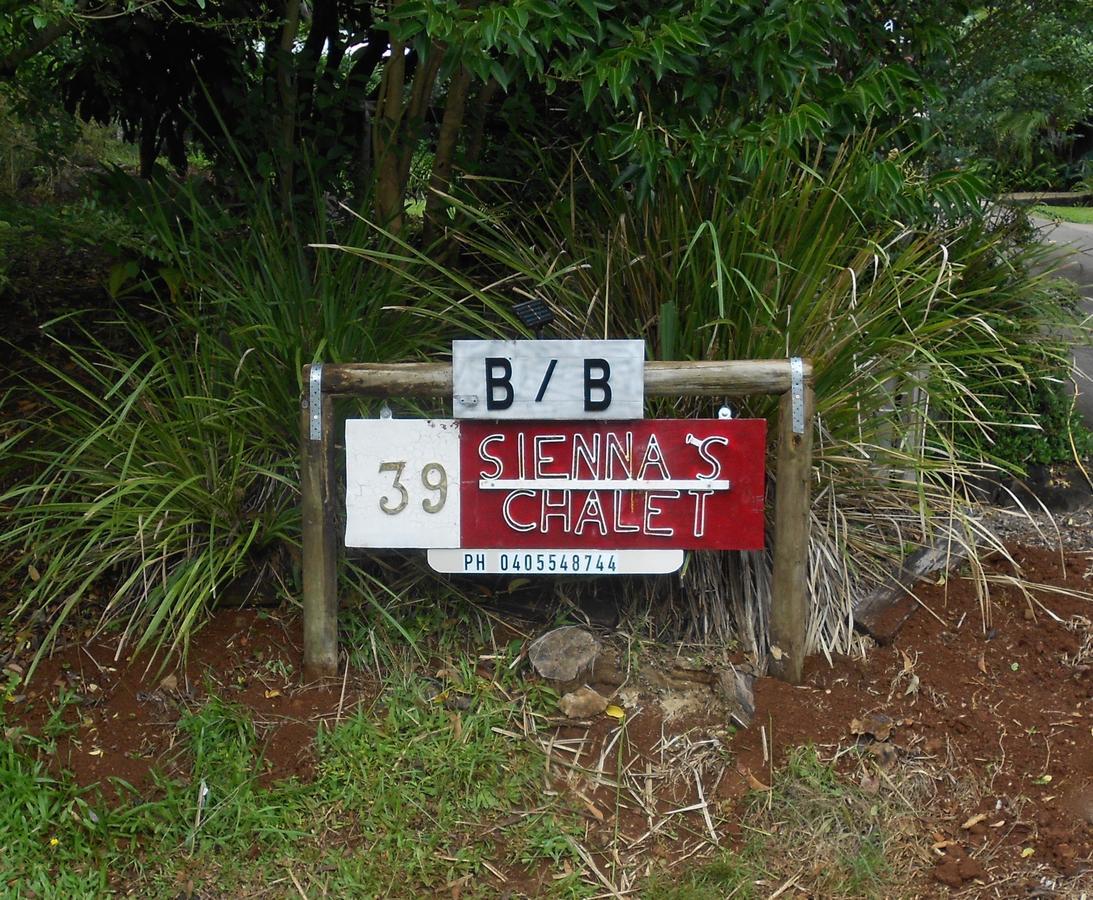 B / B
39
SIENNA'S
CHALET
PH 0405548744